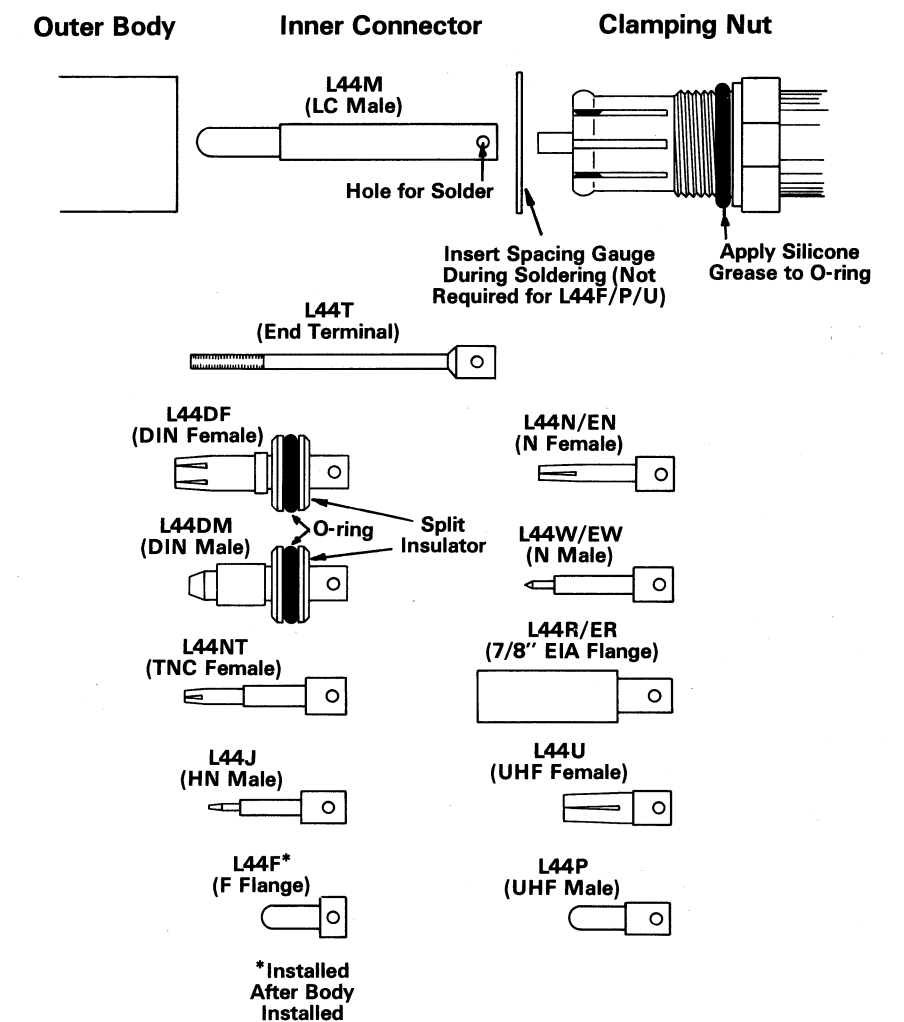 Outer Body
Inner Connector
Clamping Nut
L44M
(LC Male)
Hole for Solder
Insert Spacing Gauge
During Soldering (Not
Required for L44F/P/U)
Apply Silicone
Grease to O-ring
L44T
(End Terminal)
L44DF
(DIN Female)
L44N/EN
(N Female)
O-ring
Split
Insulator
L44DM
(DIN Male)
L44W/EW
(N Male)
L44NT
(TNC Female)
L44R/ER
(7/8" EIA Flange)
L44J
(HN Male)
L44U
(UHF Female)
L44F*
(F Flange)
L44P
(UHF Male)
*Installed
After Body
Installed